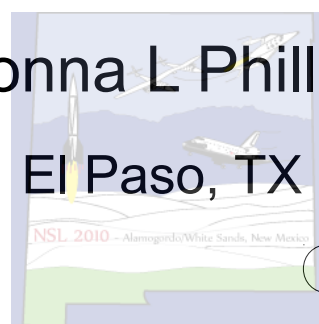 onna L Phill
El Paso, TX
NSL 2010 - Alamogordo/White Sands, New Mexico